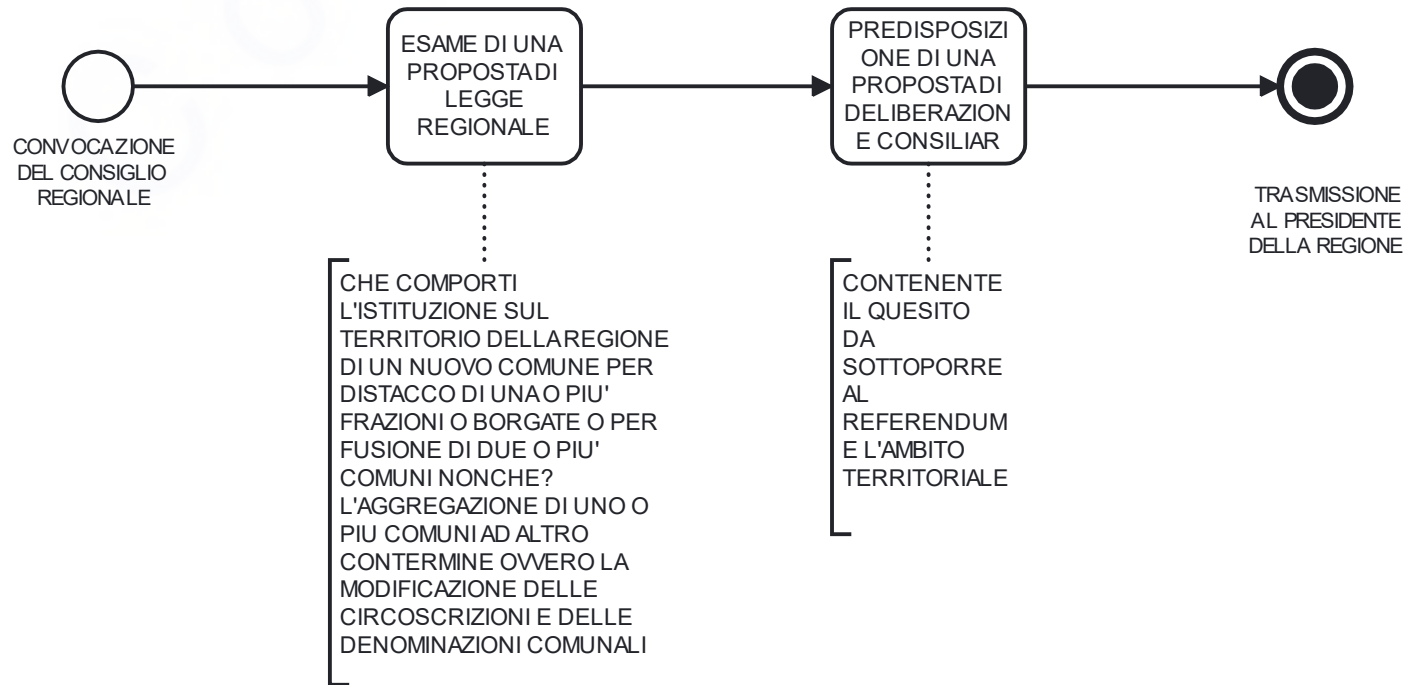 CONVOCAZIONE
DEL CONSIGLIO
REGIONALE
ESAME DI UNA
PROPOSTA DI
LEGGE
REGIONALE
PREDISPOSIZI
ONE DI UNA
PROPOSTA DI
DELIBERAZION
E CONSILIAR
TRASMISSIONE
AL PRESIDENTE
DELLA REGIONE
CHE COMPORTI
L'ISTITUZIONE SUL
TERRITORIO DELLA REGIONE
DI UN NUOVO COMUNE PER
DISTACCO DI UNA O PIU'
FRAZIONI O BORGATE O PER
FUSIONE DI DUE O PIU'
COMUNI NONCHE?
L'AGGREGAZIONE DI UNO O
PIU COMUNI AD ALTRO
CONTERMINE OVVERO LA
MODIFICAZIONE DELLE
CIRCOSCRIZIONI E DELLE
DENOMINAZIONI COMUNALI
CONTENENTE
IL QUESITO
DA
SOTTOPORRE
AL
REFERENDUM
E L'AMBITO
TERRITORIALE